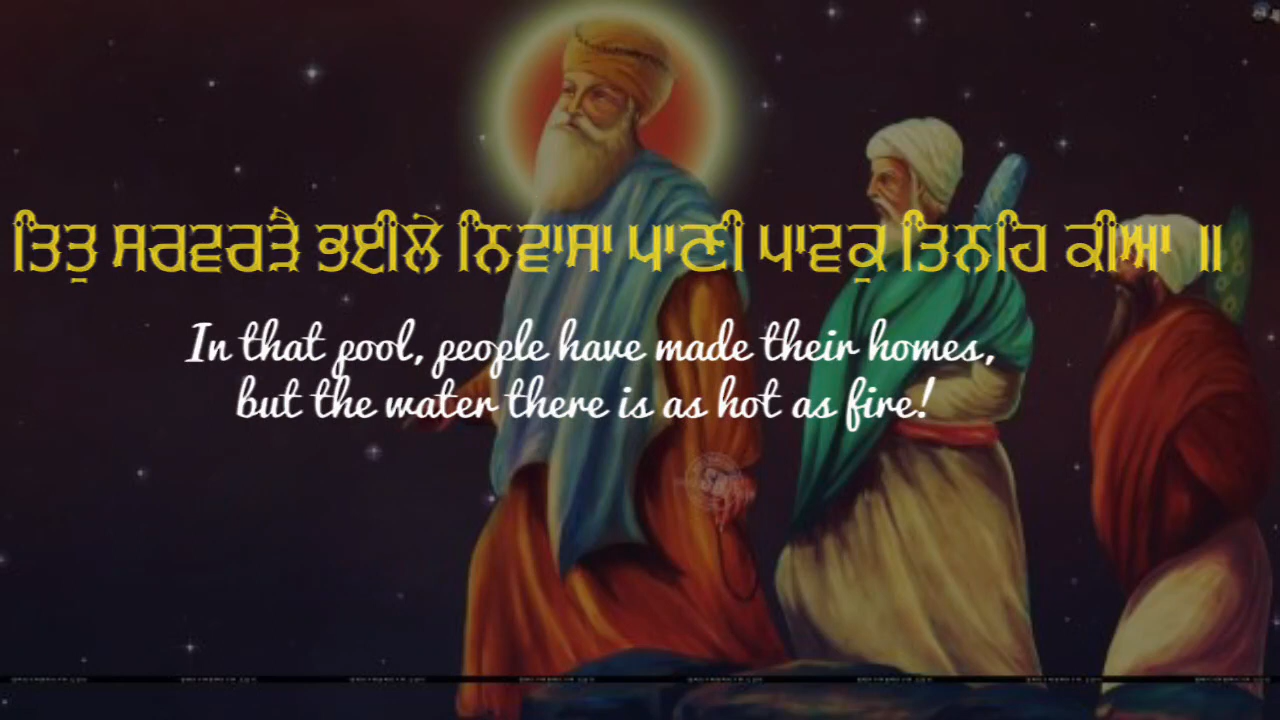 ਤਿਤੁ ਸਰਵਰੜੈ ਭਈਲੇ ਨਿਵਾਸਾ ਪਾਣੀ ਪਾਵਕੁ ਤਿਨਹਿ ਕੀਆ ॥
In that pool, people have made their homes,
but the water there is as hot as fire!